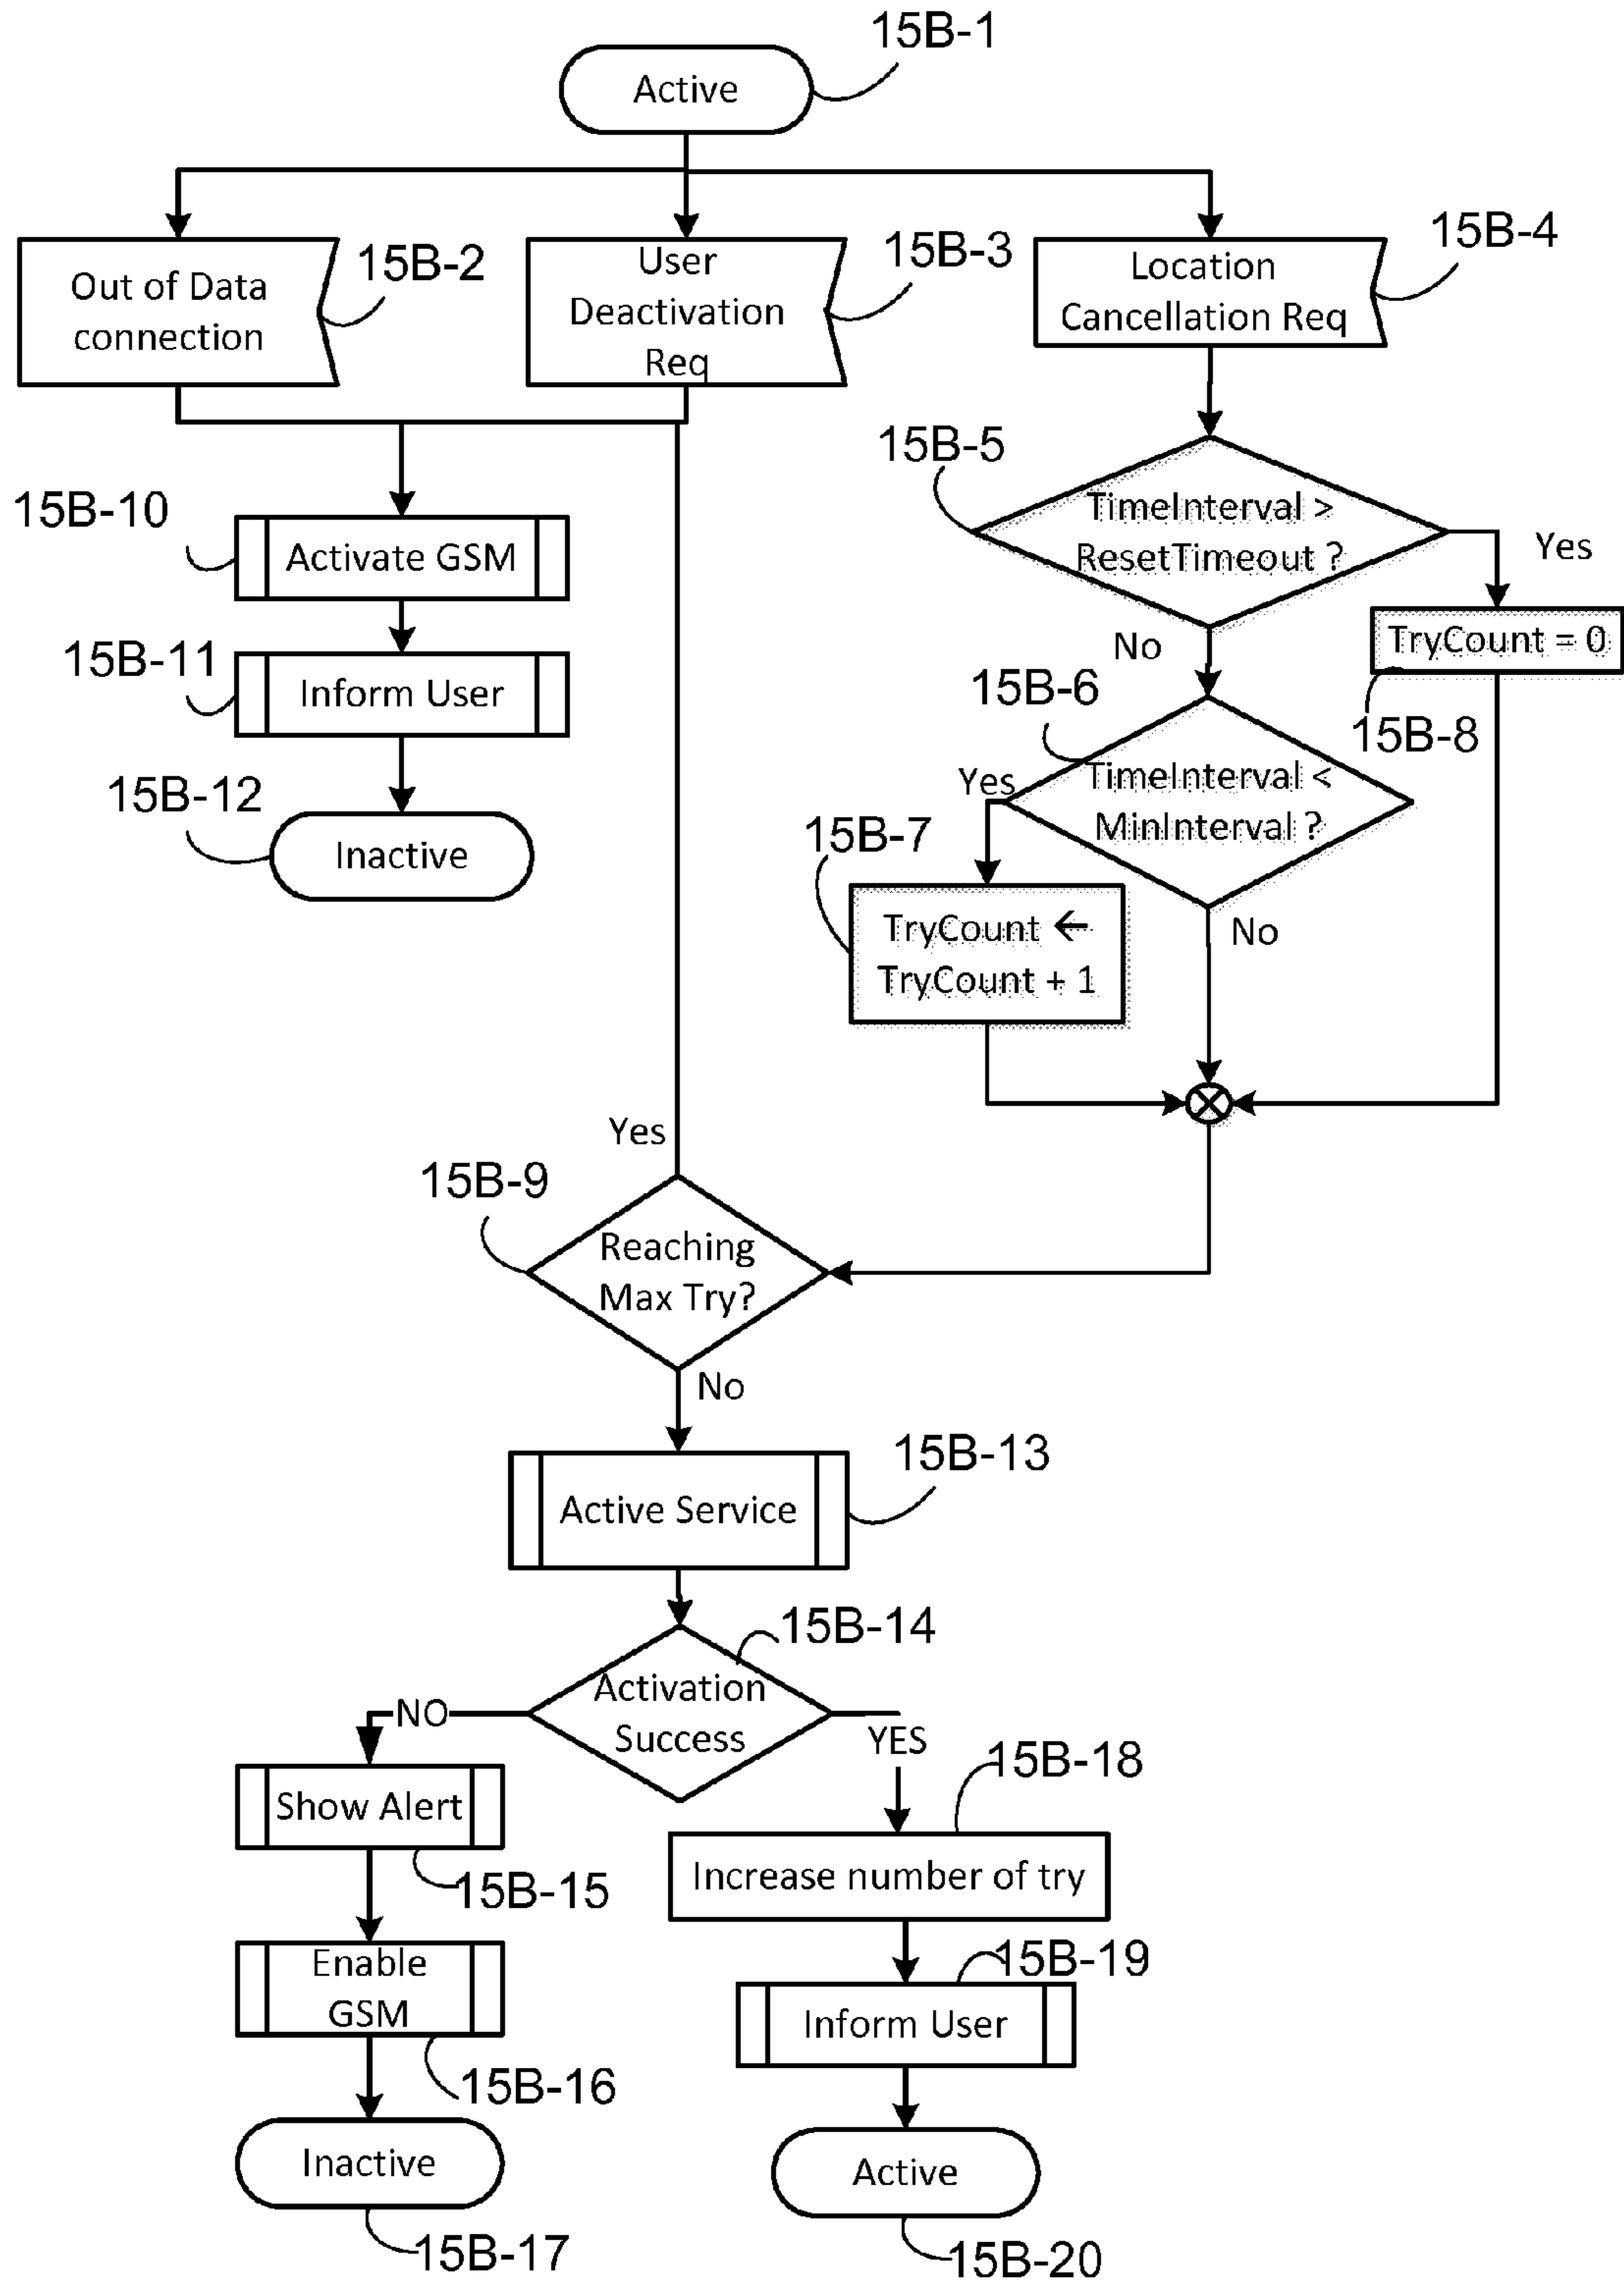 15B-1
Active
15B-2
Out of Data
connection
15B-3
User
Deactivation
Req
15B-4
Location
Cancellation Req
15B-5
TimeInterval >
ResetTimeout ?
Yes
No
15B-10
Activate GSM
TryCount = 0
15B-8
15B-11
Inform User
15B-6
TimeInterval <
MinInterval ?
Yes
No
15B-12
Inactive
15B-7
TryCount ←
TryCount + 1
Yes
15B-9
Reaching
Max Try?
No
15B-13
Active Service
15B-14
Activation
Success
NO
YES
Show Alert
15B-15
15B-18
Increase number of try
Enable
GSM
15B-16
15B-19
Inform User
Inactive
15B-17
Active
15B-20